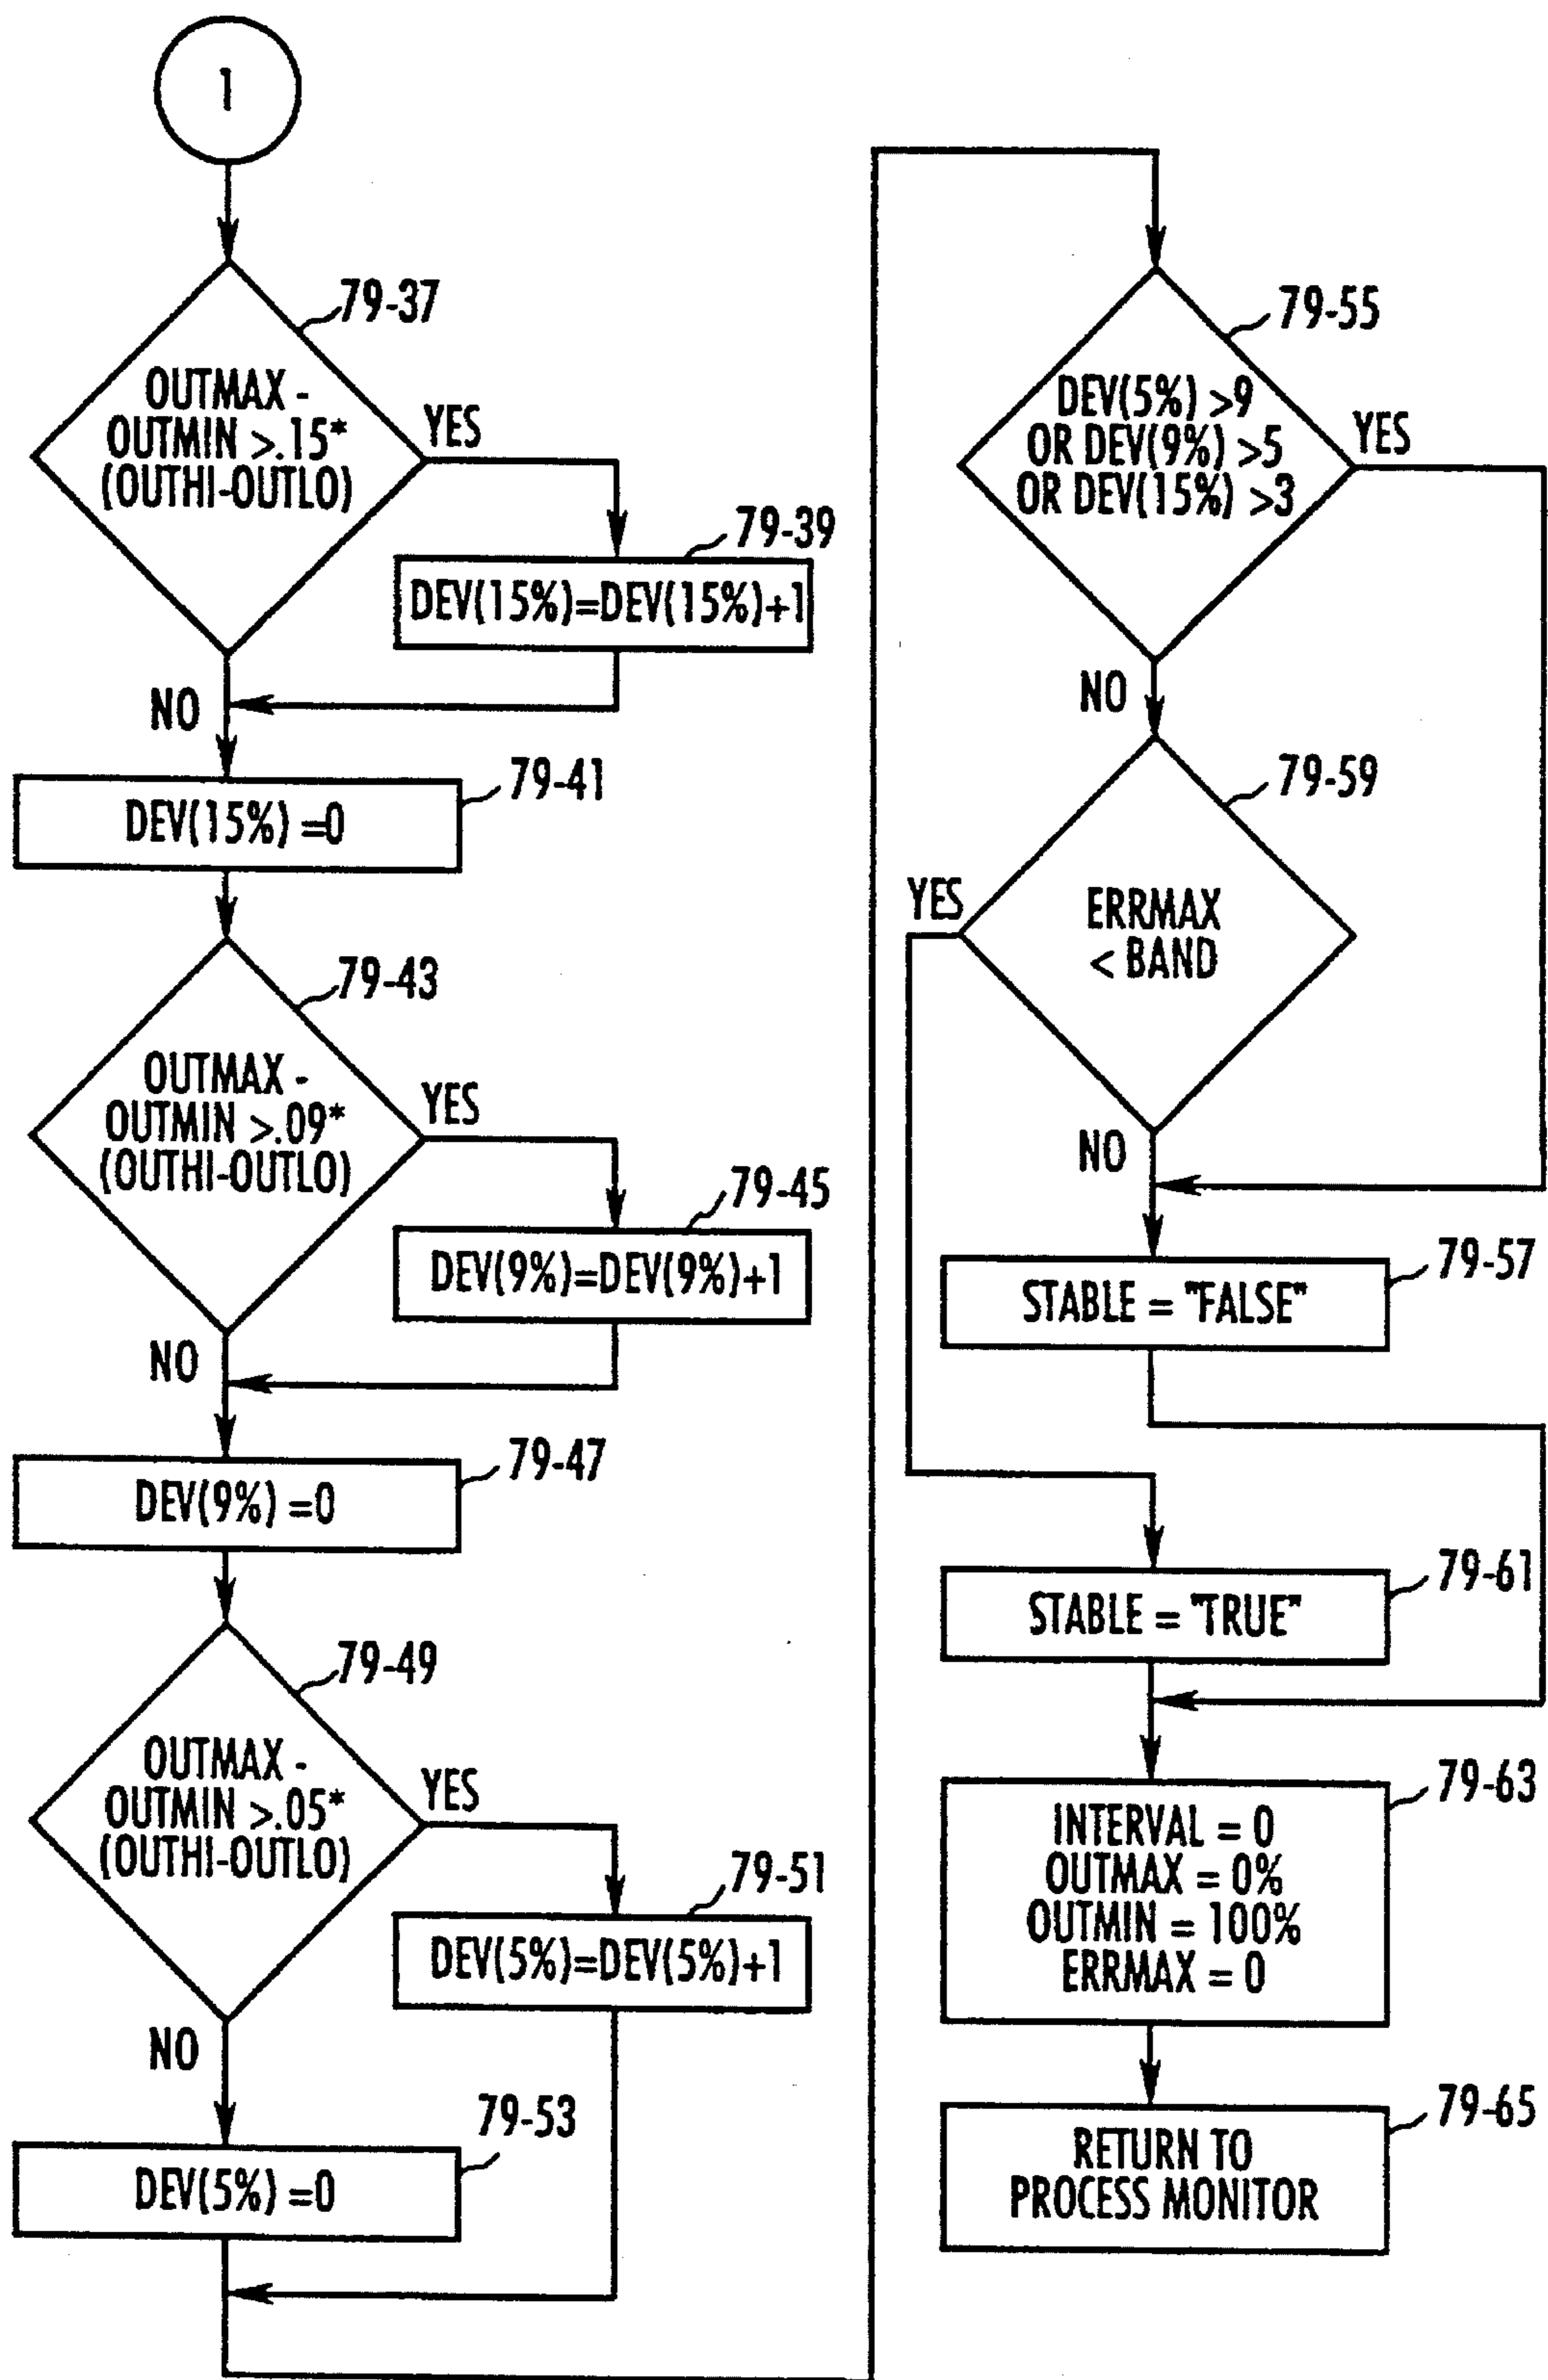 1
79-37
OUTMAX -
OUTMIN >.15*
(OUTHI-OUTLO)
YES
79-39
DEV(15%)=DEV(15%)+1
NO
79-41
DEV(15%) =0
79-43
OUTMAX -
OUTMIN >.09*
(OUTHI-OUTLO)
YES
79-45
DEV(9%)=DEV(9%)+1
NO
79-47
DEV(9%) =0
79-49
OUTMAX -
OUTMIN >.05*
(OUTHI-OUTLO)
YES
79-51
DEV(5%)=DEV(5%)+1
NO
79-53
DEV(5%) =0
79-55
DEV(5%) >9
OR DEV(9%) >5
OR DEV(15%) >3
YES
NO
79-59
YES
ERRMAX
< BAND
NO
79-57
STABLE = "FALSE"
79-61
STABLE = "TRUE"
79-63
INTERVAL = 0
OUTMAX = 0%
OUTMIN = 100%
ERRMAX = 0
79-65
RETURN TO
PROCESS MONITOR